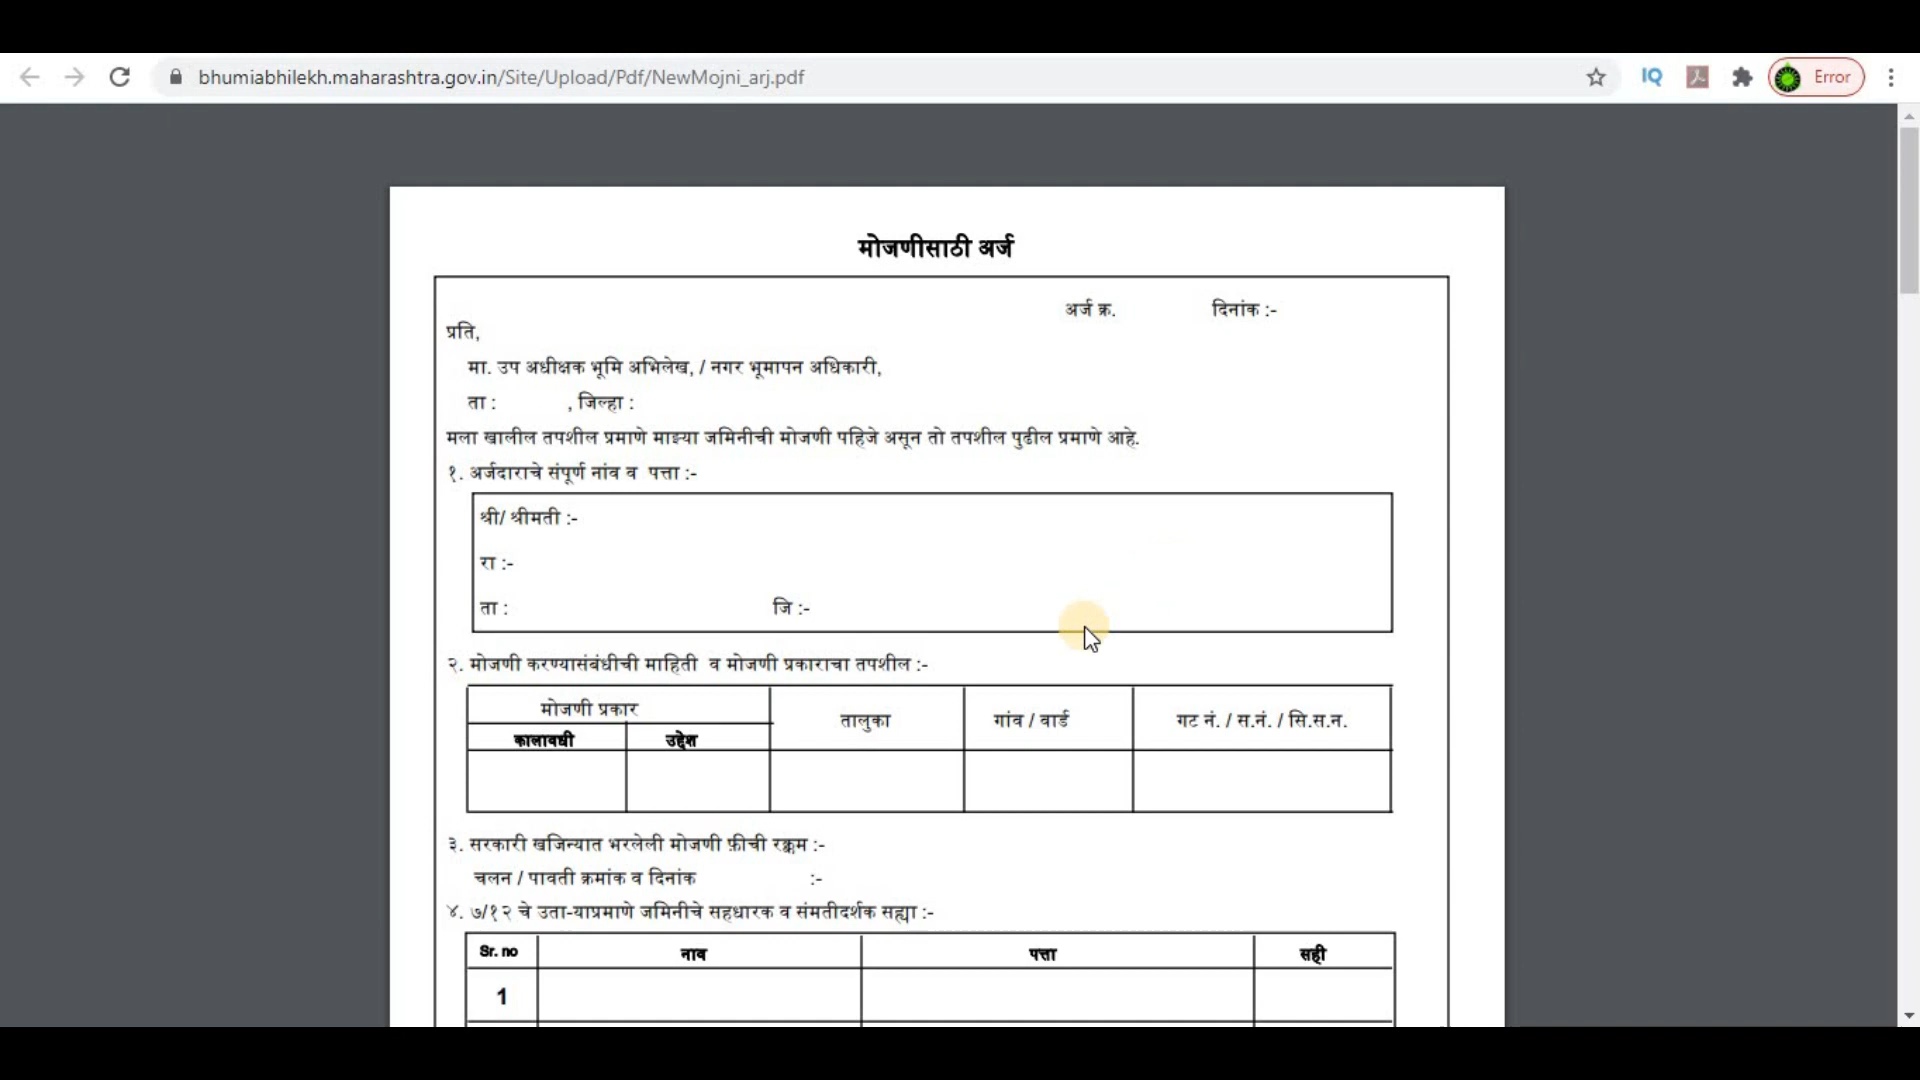 bhumiabhilekh.maharashtra.gov.in/Site/Upload/Pdf/NewMojni_arj.pdf
IQ
Error
मोजणीसाठी अर्ज
अर्ज क्र. दिनांक :-
प्रति,
मा. उप अधीक्षक भूमि अभिलेख, / नगर भूमापन अधिकारी,
ता : , जिल्हा :
मला खालील तपशील प्रमाणे माझ्या जमिनीची मोजणी पहिजे असून तो तपशील पुढील प्रमाणे आहे.
१. अर्जदाराचे संपूर्ण नांव व पत्ता :-
श्री/ श्रीमती :-
रा :-
ता : जि :-
२. मोजणी करण्यासंबंधीची माहिती व मोजणी प्रकाराचा तपशील :-
मोजणी प्रकार तालुका गांव / वार्ड गट नं. / स.नं. / सि.स.न.
कालावधी उद्देश
३. सरकारी खजिन्यात भरलेली मोजणी फ़ीची रक्कम :-
चलन / पावती क्रमांक व दिनांक :-
४. ७/१२ चे उता-याप्रमाणे जमिनीचे सहधारक व संमतीदर्शक सह्या :-
Sr. no नाव पत्ता सही
1